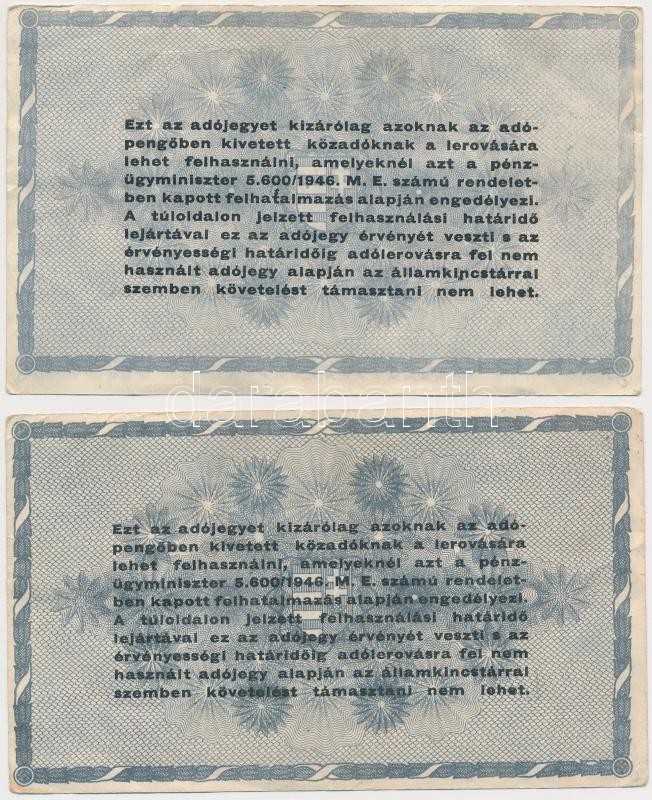 Ezt az adójegyet kizárólag azoknak az adó-
pengőben kivetett közadóknak a lerovására
lehet felhasználni, amelyeknél azt a pénz-
ügyminiszter 5.600/1946. M. E. számú rendelet-
ben kapott felhatalmazás alapján engedélyezi.
A túloldalon jelzett felhasználási határidő
lejártával ez az adójegy érvényét veszti s az
érvényességi határidőig adólerovásra fel nem
használt adójegy alapján az államkincstárral
szemben követelést támasztani nem lehet.
darabanth
Ezt az adójegyet kizárólag azoknak az adó-
pengőben kivetett közadóknak a lerovására
lehet felhasználni, amelyeknél azt a pénz-
ügyminiszter 5.600/1946. M. E. számú rendelet-
ben kapott felhatalmazás alapján engedélyezi.
A túloldalon jelzett felhasználási határidő
lejártával ez az adójegy érvényét veszti s az
érvényességi határidőig adólerovásra fel nem
használt adójegy alapján az államkincstárral
szemben követelést támasztani nem lehet.